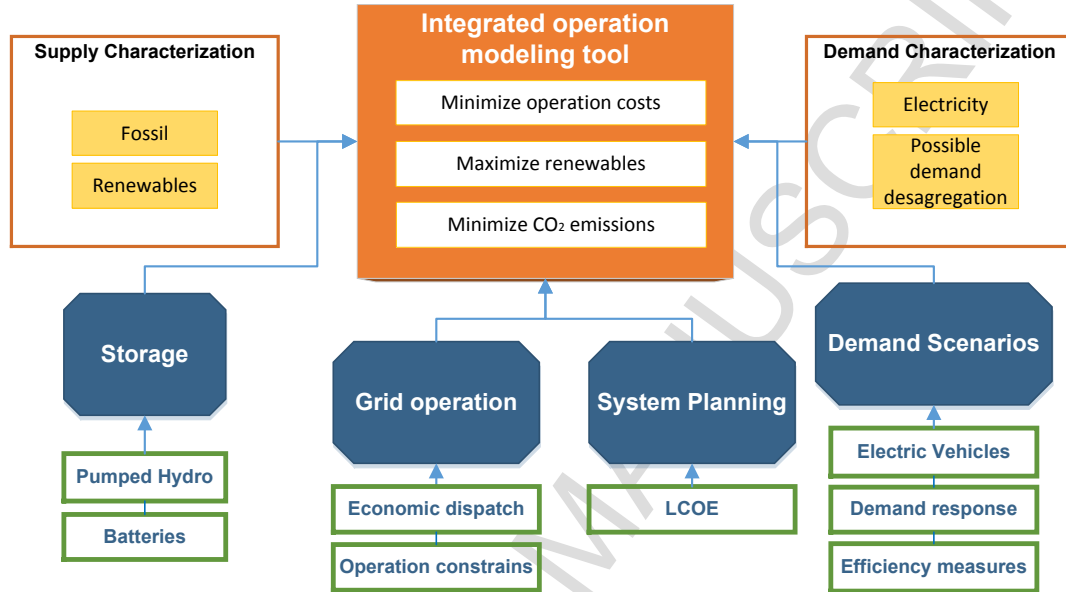 Supply Characterization
Fossil
Renewables
Integrated operation
modeling tool
Minimize operation costs
Maximize renewables
Minimize CO₂ emissions
Demand Characterization
Electricity
Possible
demand
desagregation
Storage
Grid operation
System Planning
Demand Scenarios
Pumped Hydro
Batteries
Economic dispatch
Operation constrains
LCOE
Electric Vehicles
Demand response
Efficiency measures
MANUSCRI